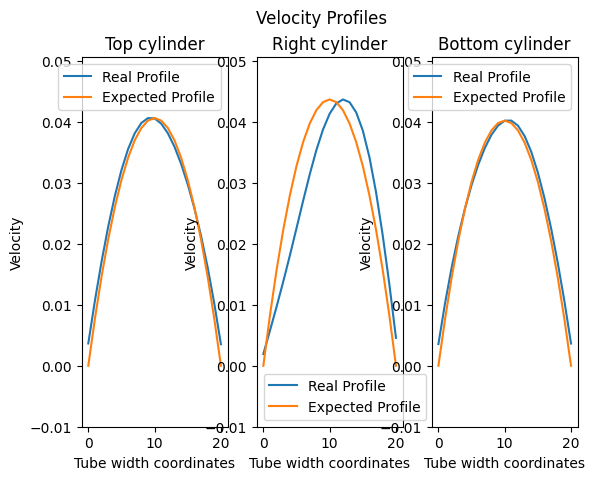 Velocity Profiles
Top cylinder
Right cylinder
Bottom cylinder
Real Profile
Expected Profile
Real Profile
Expected Profile
Real Profile
Expected Profile
Velocity
0.05
0.04
0.03
0.02
0.01
0.00
−0.01
0 10 20
Tube width coordinates
Velocity
0.05
0.04
0.03
0.02
0.01
0.00
0 10 20
Tube width coordinates
Velocity
0.05
0.04
0.03
0.02
0.01
0.00
0 10 20
Tube width coordinates